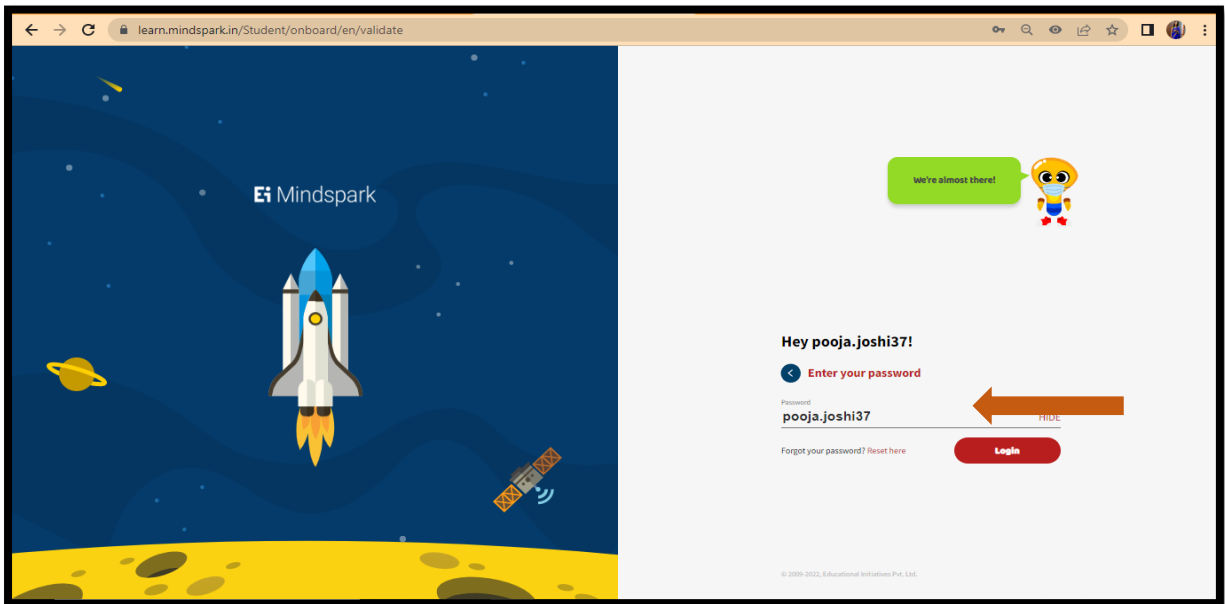 learn.mindspark.in/Student/onboard/en/validate
Ei Mindspark
We're almost there!
Hey pooja.joshi37!
Enter your password
Password
pooja.joshi37
HIDE
Forgot your password? Reset here
Login
© 2009-2022, Educational Initiatives Pvt. Ltd.